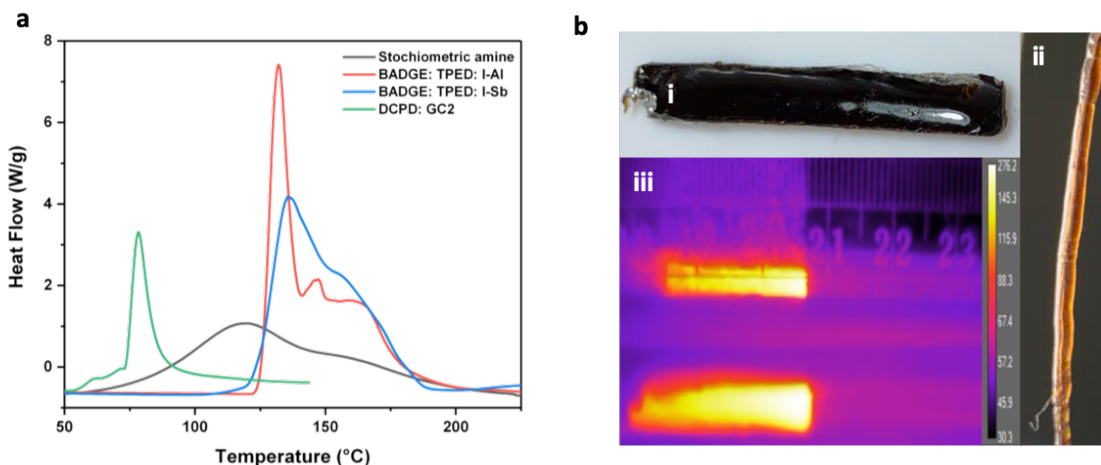 a
Heat Flow (W/g)
8
6
4
2
0
50
100
150
200
Temperature (°C)
Stochiometric amine
BADGE: TPED: I-Al
BADGE: TPED: I-Sb
DCPD: GC2
b
i
ii
iii
21
22
23
276.2
145.3
115.9
88.3
67.4
57.2
45.9
30.3